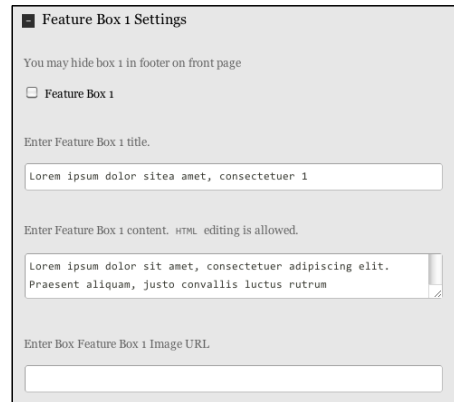 Feature Box 1 Settings
You may hide box 1 in footer on front page
Feature Box 1
Enter Feature Box 1 title.
Lorem ipsum dolor sitea amet, consectetuer 1
Enter Feature Box 1 content. HTML editing is allowed.
Lorem ipsum dolor sit amet, consectetuer adipiscing elit.
Praesent aliquam, justo convallis luctus rutrum
Enter Box Feature Box 1 Image URL